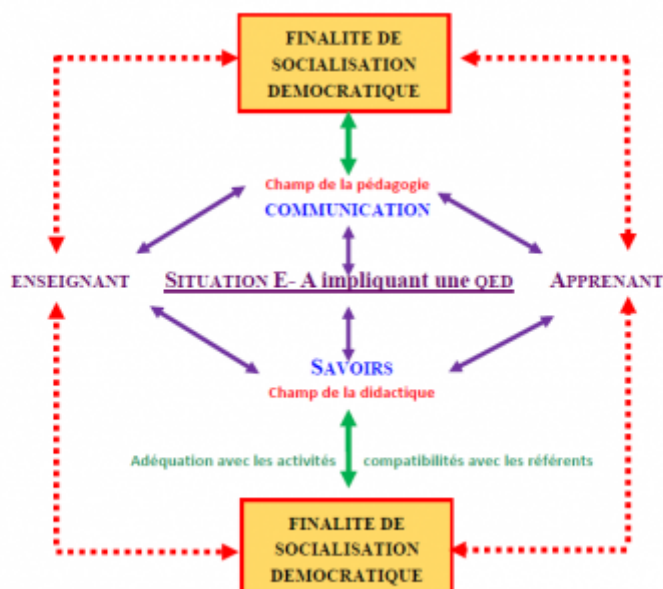 FINALITE DE
SOCIALISATION
DEMOCRATIQUE
Champ de la pédagogie
COMMUNICATION
ENSEIGNANT
SITUATION E- A impliquant une QED
APPRENANT
SAVOIRS
Champ de la didactique
Adéquation avec les activités
compatibilités avec les référents
FINALITE DE
SOCIALISATION
DEMOCRATIQUE